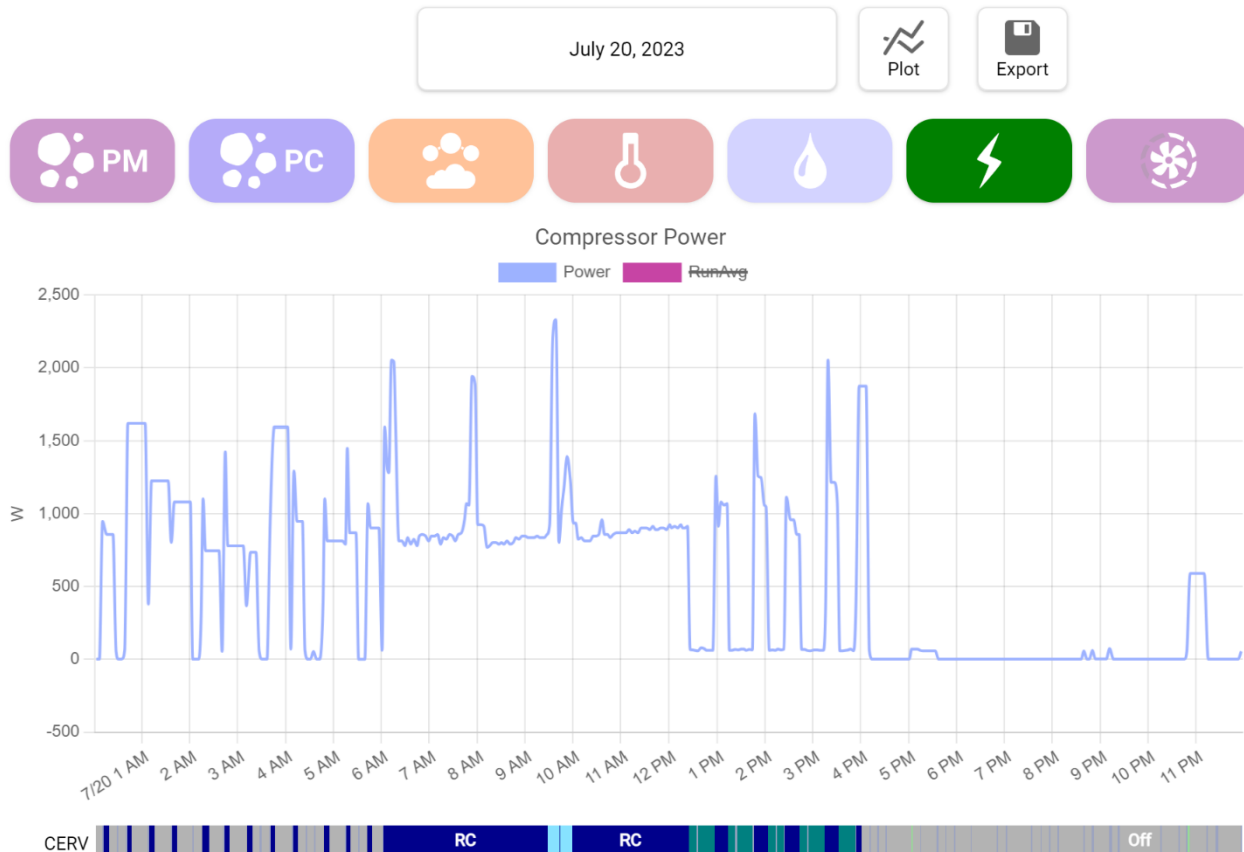 July 20, 2023
Plot
Export
PM
PC
Compressor Power
Power RunAvg
2,500
2,000
1,500
1,000
500
0
-500
W
7/20 1 AM 2 AM 3 AM 4 AM 5 AM 6 AM 7 AM 8 AM 9 AM 10 AM 11 AM 12 PM 1 PM 2 PM 3 PM 4 PM 5 PM 6 PM 7 PM 8 PM 9 PM 10 PM 11 PM
CERV RC RC Off